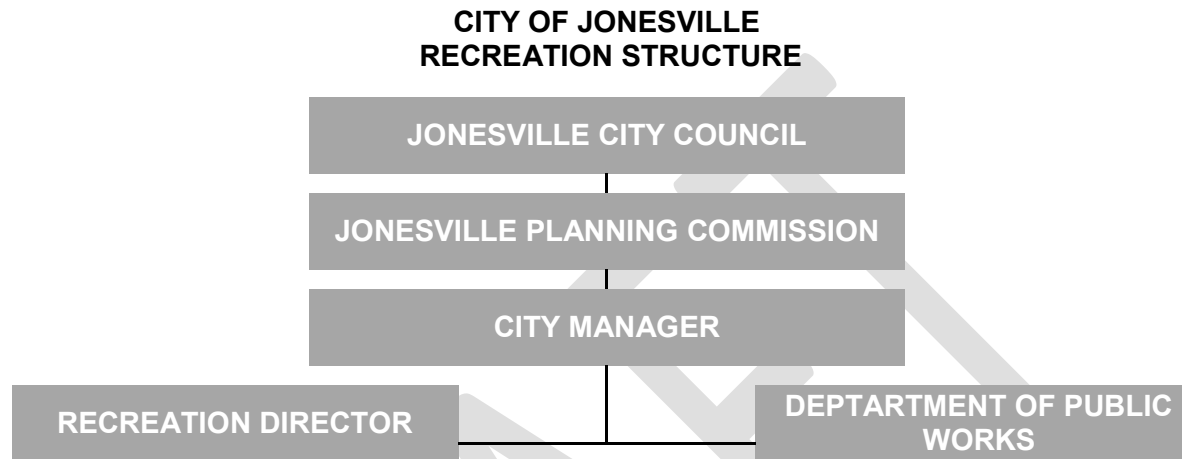 CITY OF JONESVILLE
RECREATION STRUCTURE
JONESVILLE CITY COUNCIL
JONESVILLE PLANNING COMMISSION
CITY MANAGER
RECREATION DIRECTOR
DEPTARTMENT OF PUBLIC
WORKS